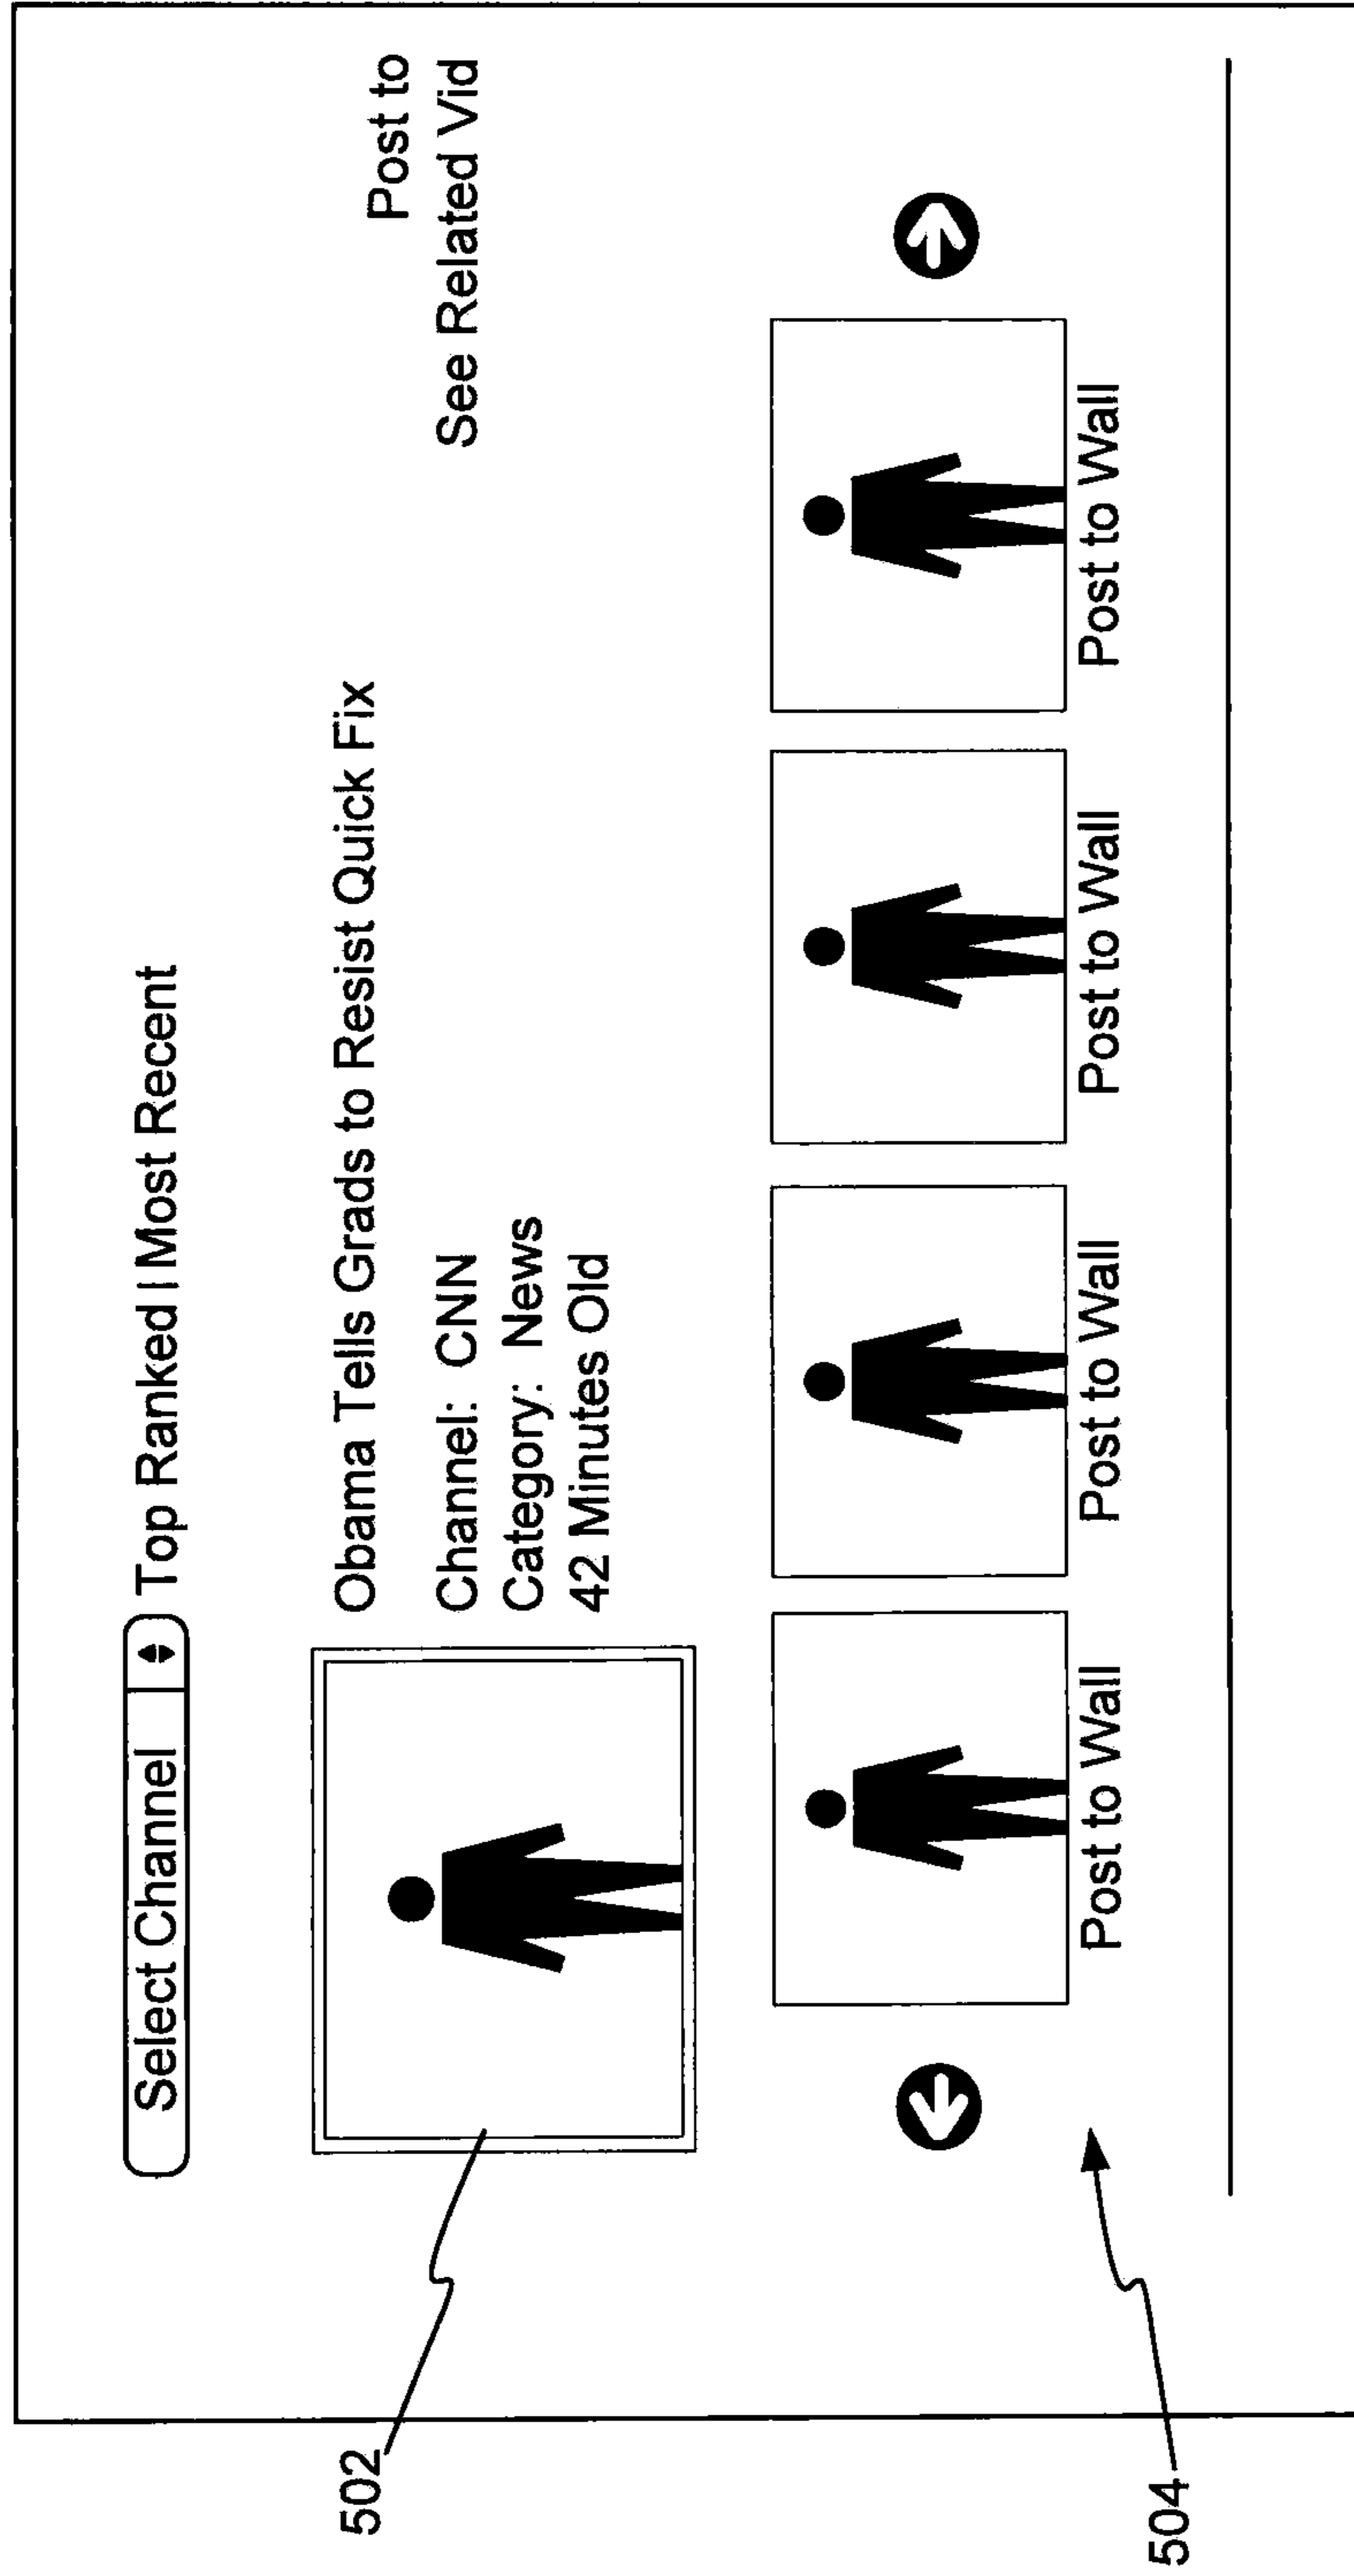 Select Channel Top Ranked | Most Recent
Obama Tells Grads to Resist Quick Fix
Post to
Channel: CNN
See Related Vid
Category: News
42 Minutes Old
502
Post to Wall Post to Wall Post to Wall Post to Wall
504